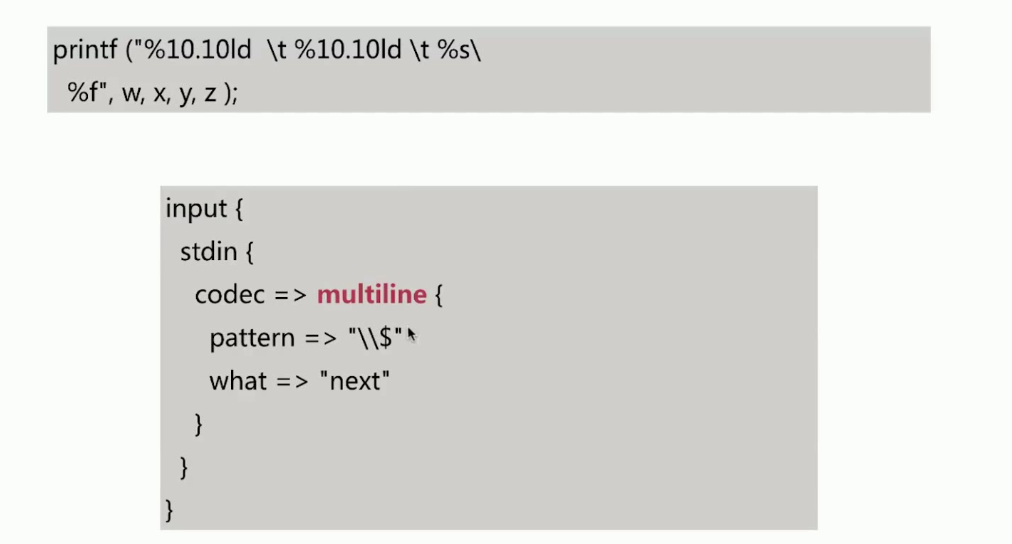 printf ("%10.10ld  \t %10.10ld \t %s\
  %f", w, x, y, z );
input {
  stdin {
    codec => multiline {
      pattern => "\\$"
      what => "next"
    }
  }
}